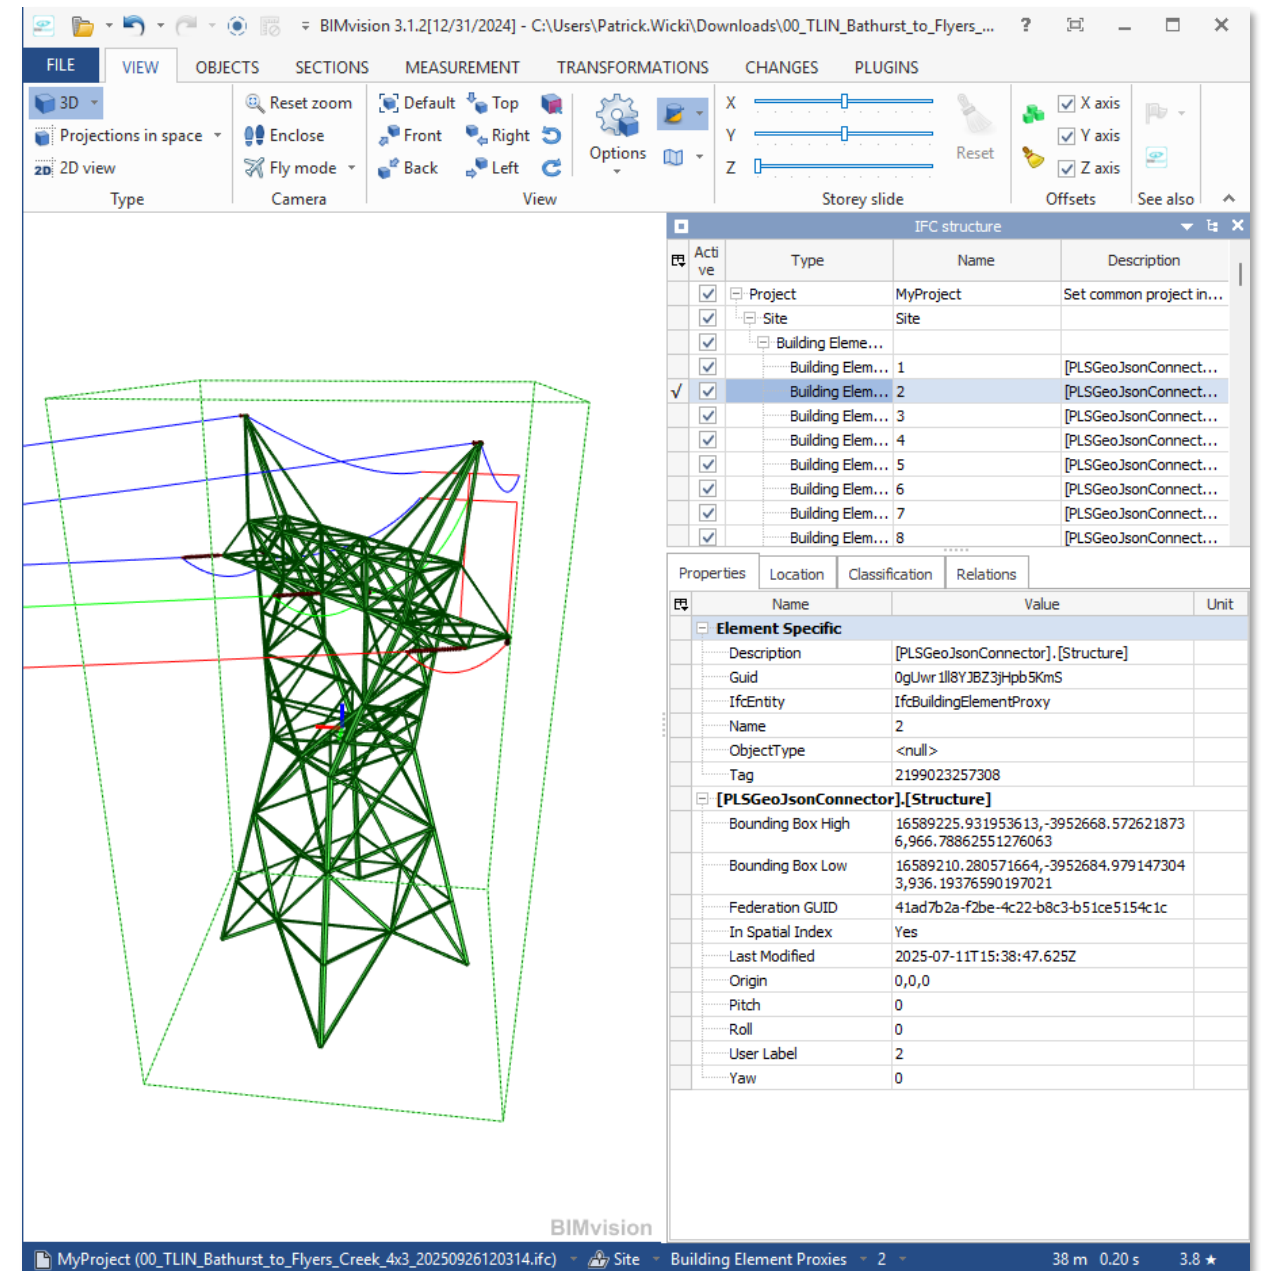 BIMvision 3.1.2[12/31/2024] - C:\Users\Patrick.Wicki\Downloads\00_TLIN_Bathurst_to_Flyers_... ?
FILE VIEW OBJECTS SECTIONS MEASUREMENT TRANSFORMATIONS CHANGES PLUGINS
3D Reset zoom Default Top X X axis
Projections in space Enclose Front Right Y Y axis
Options Reset
2D 2D view Fly mode Back Left Z Z axis
Type Camera View Storey slide Offsets See also
IFC structure
Active Type Name Description
Project MyProject Set common project in...
Site Site
Building Eleme...
Building Elem... 1 [PLSGeoJsonConnect...
√ Building Elem... 2 [PLSGeoJsonConnect...
Building Elem... 3 [PLSGeoJsonConnect...
Building Elem... 4 [PLSGeoJsonConnect...
Building Elem... 5 [PLSGeoJsonConnect...
Building Elem... 6 [PLSGeoJsonConnect...
Building Elem... 7 [PLSGeoJsonConnect...
Building Elem... 8 [PLSGeoJsonConnect...
Properties Location Classification Relations
Name Value Unit
Element Specific
Description [PLSGeoJsonConnector].[Structure]
Guid 0gUwr1ll8YJBZ3jHpb5KmS
IfcEntity IfcBuildingElementProxy
Name 2
ObjectType <null>
Tag 2199023257308
[PLSGeoJsonConnector].[Structure]
Bounding Box High 16589225.931953613,-3952668.572621873
6,966.78862551276063
Bounding Box Low 16589210.280571664,-3952684.979147304
3,936.19376590197021
Federation GUID 41ad7b2a-f2be-4c22-b8c3-b51ce5154c1c
In Spatial Index Yes
Last Modified 2025-07-11T15:38:47.625Z
Origin 0,0,0
Pitch 0
Roll 0
User Label 2
Yaw 0
BIMvision
MyProject (00_TLIN_Bathurst_to_Flyers_Creek_4x3_20250926120314.ifc) Site Building Element Proxies 2 38 m 0.20 s 3.8 ★